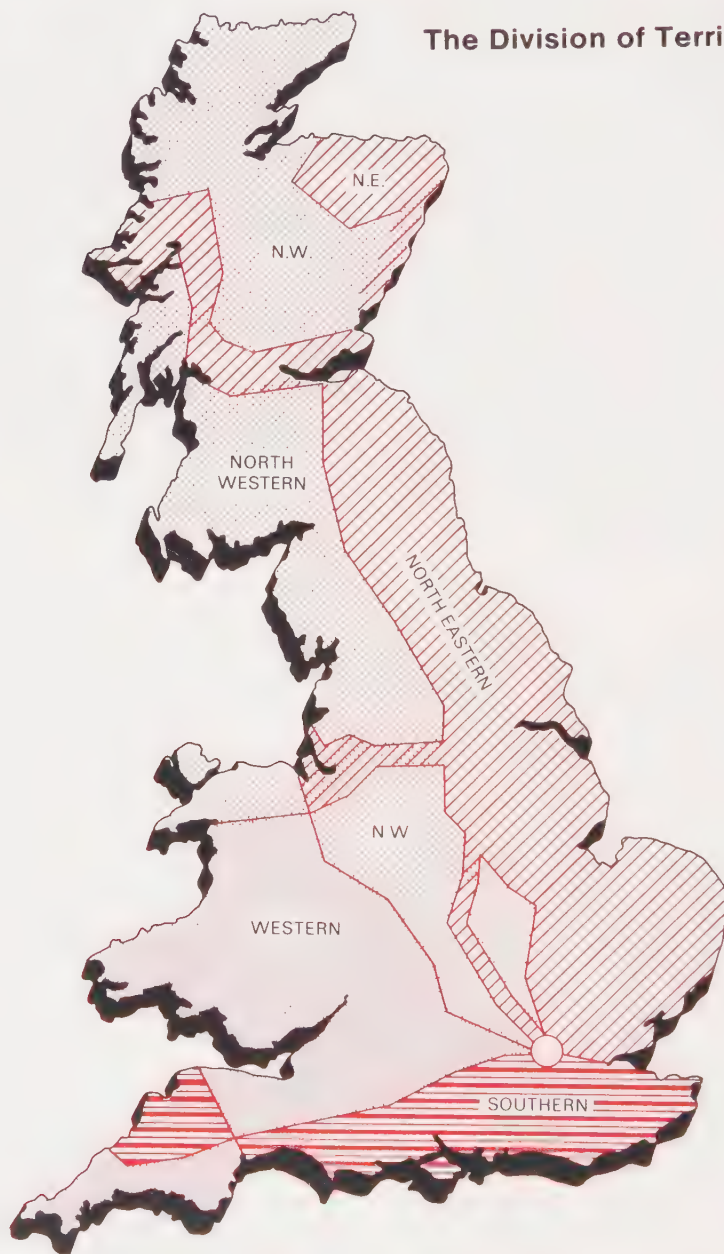 The Division of Terri
N.E.
N.W.
NORTH
WESTERN
NORTH EASTERN
N W
WESTERN
SOUTHERN